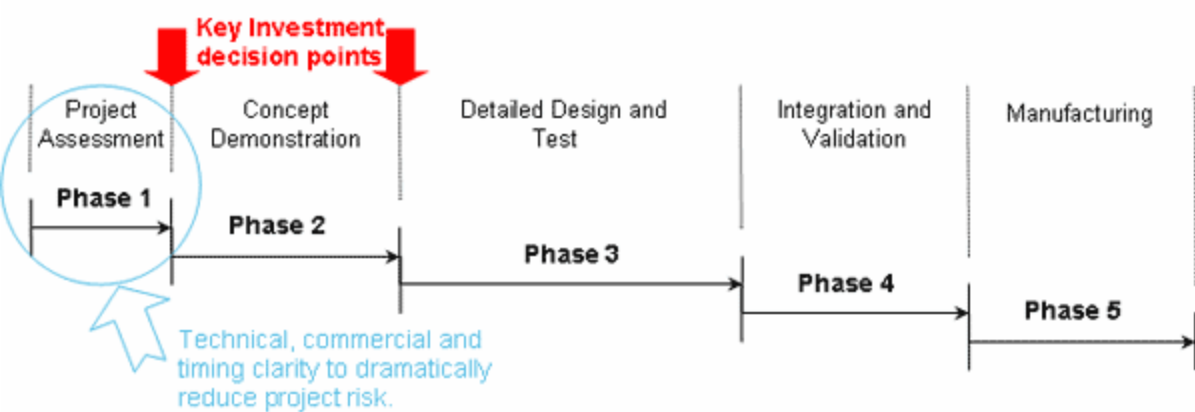 Key Investment
decision points
Project
Assessment
Concept
Demonstration
Detailed Design and
Test
Integration and
Validation
Manufacturing
Phase 1
Phase 2
Phase 3
Phase 4
Phase 5
Technical, commercial and
timing clarity to dramatically
reduce project risk.